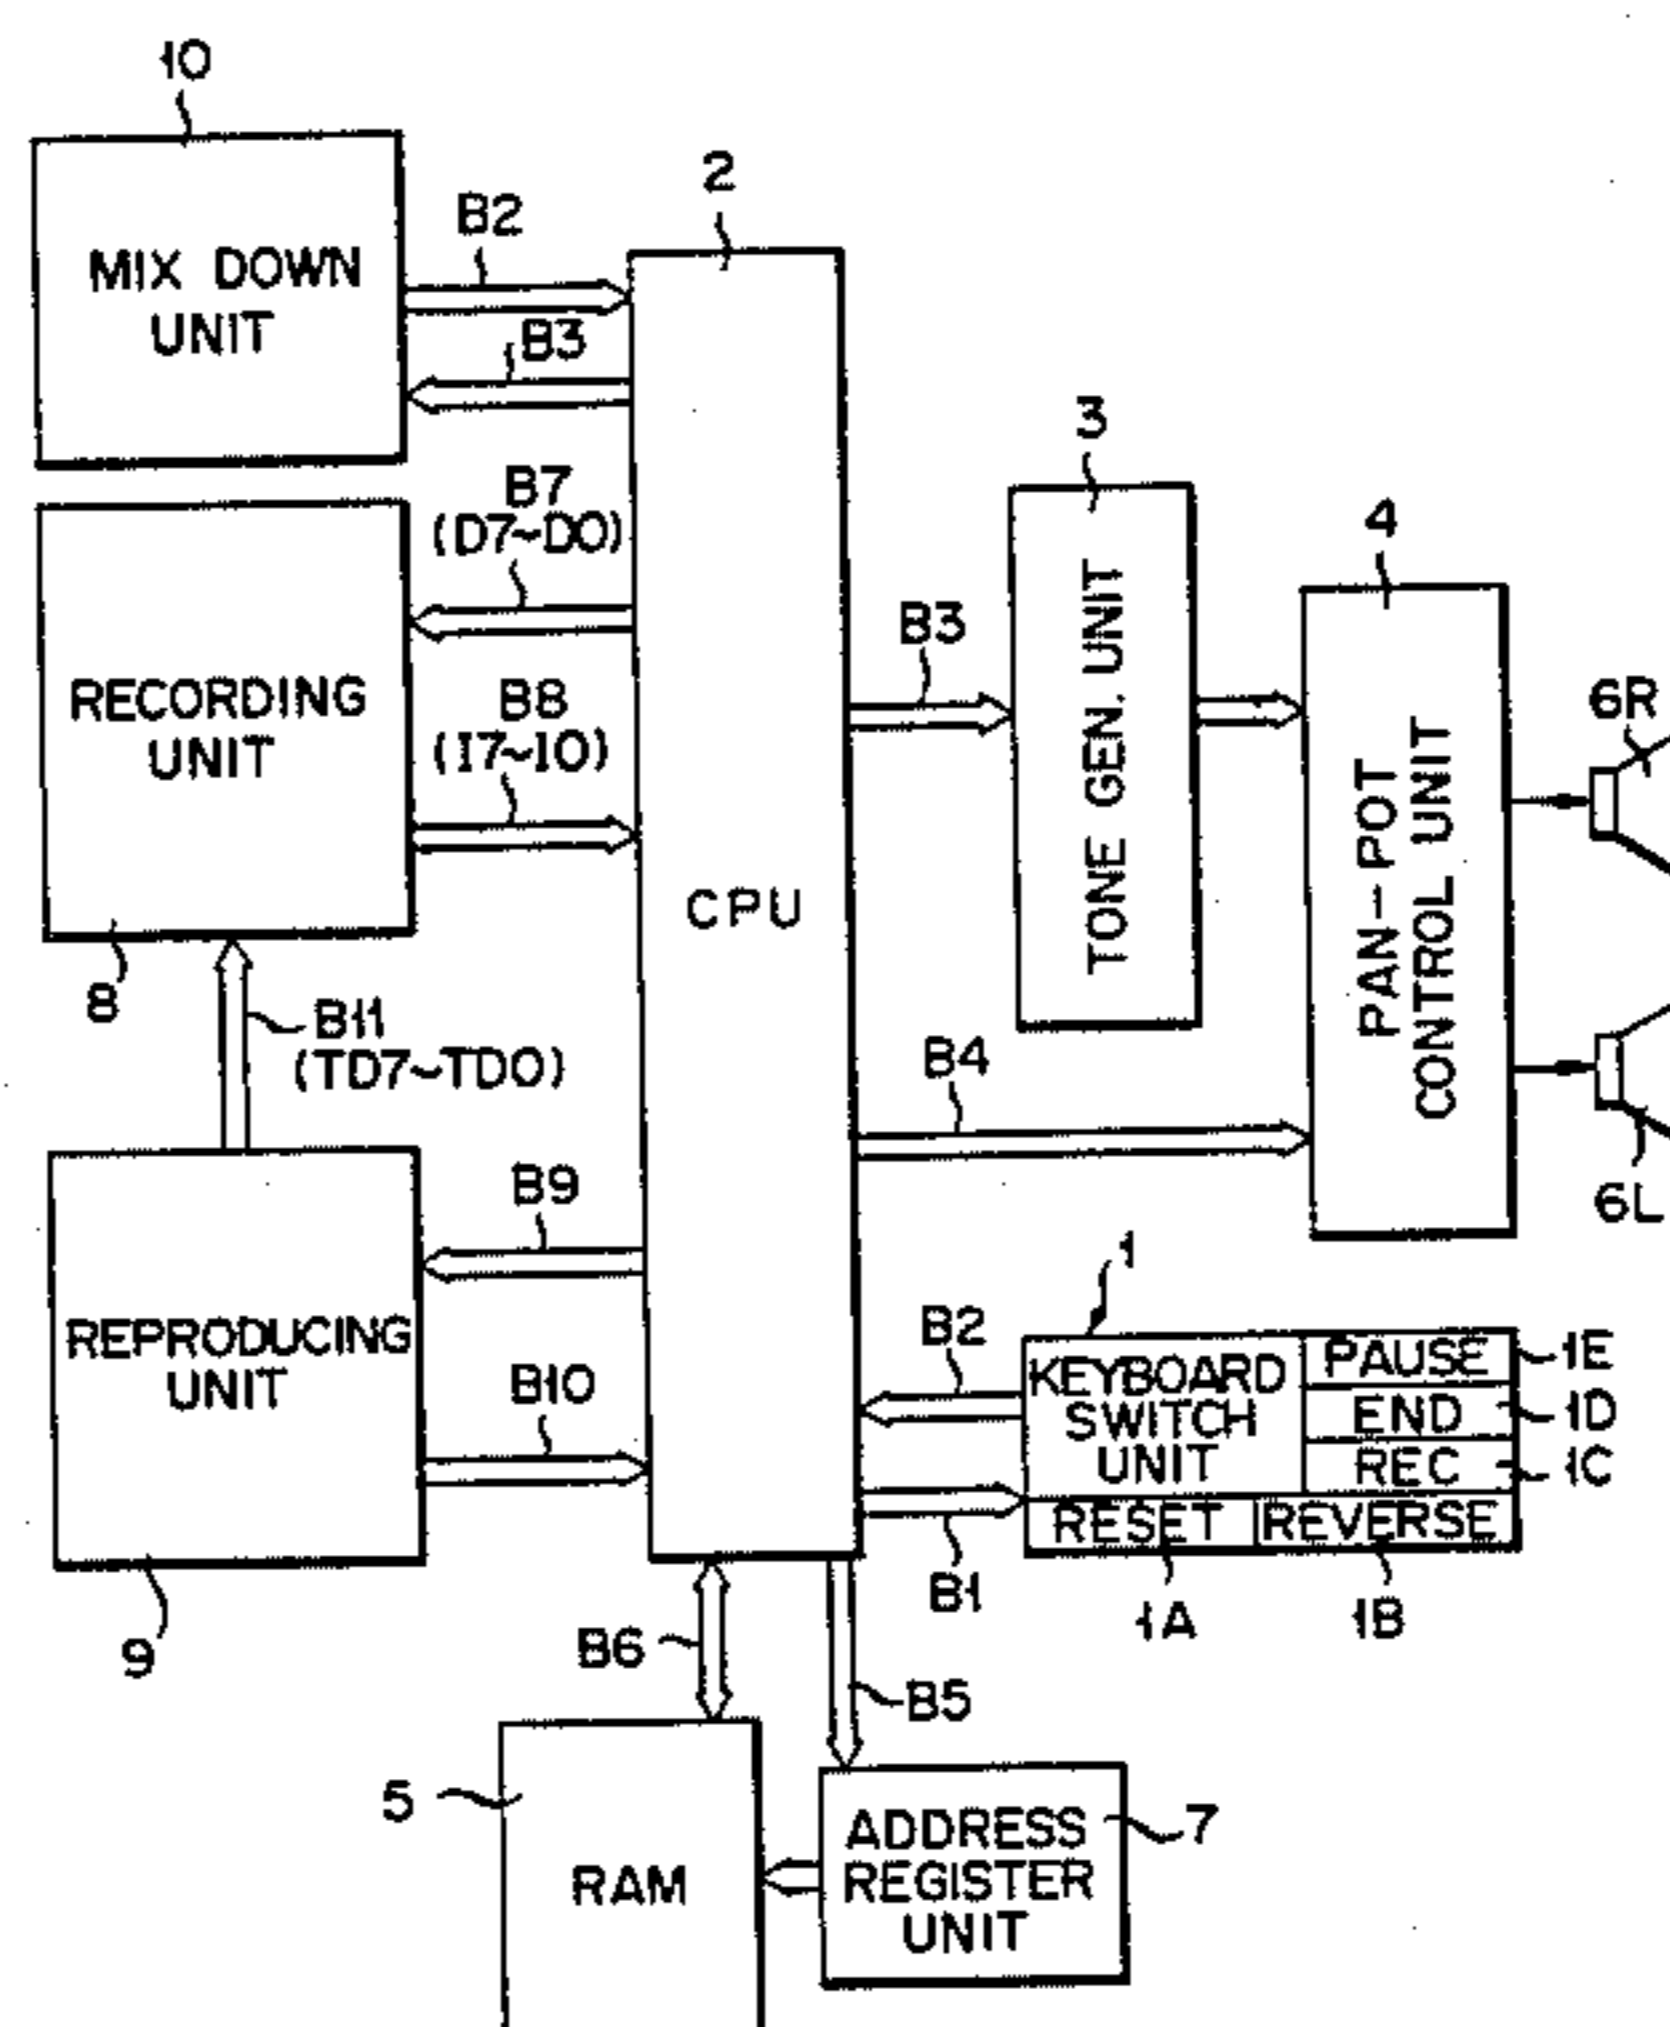 10
MIX DOWN
UNIT
B2
B3
2
CPU
B7
(D7~D0)
RECORDING
UNIT
B8
(I7~I0)
8
B11
(TD7~TD0)
3
TONE GEN. UNIT
B3
4
PAN-POT
CONTROL UNIT
6R
6L
B4
REPRODUCING
UNIT
B9
B10
9
1
B2
KEYBOARD
SWITCH
UNIT
PAUSE
1E
END
1D
REC
1C
RESET
REVERSE
B1
1A
1B
B6
B5
5
RAM
ADDRESS
REGISTER
UNIT
7